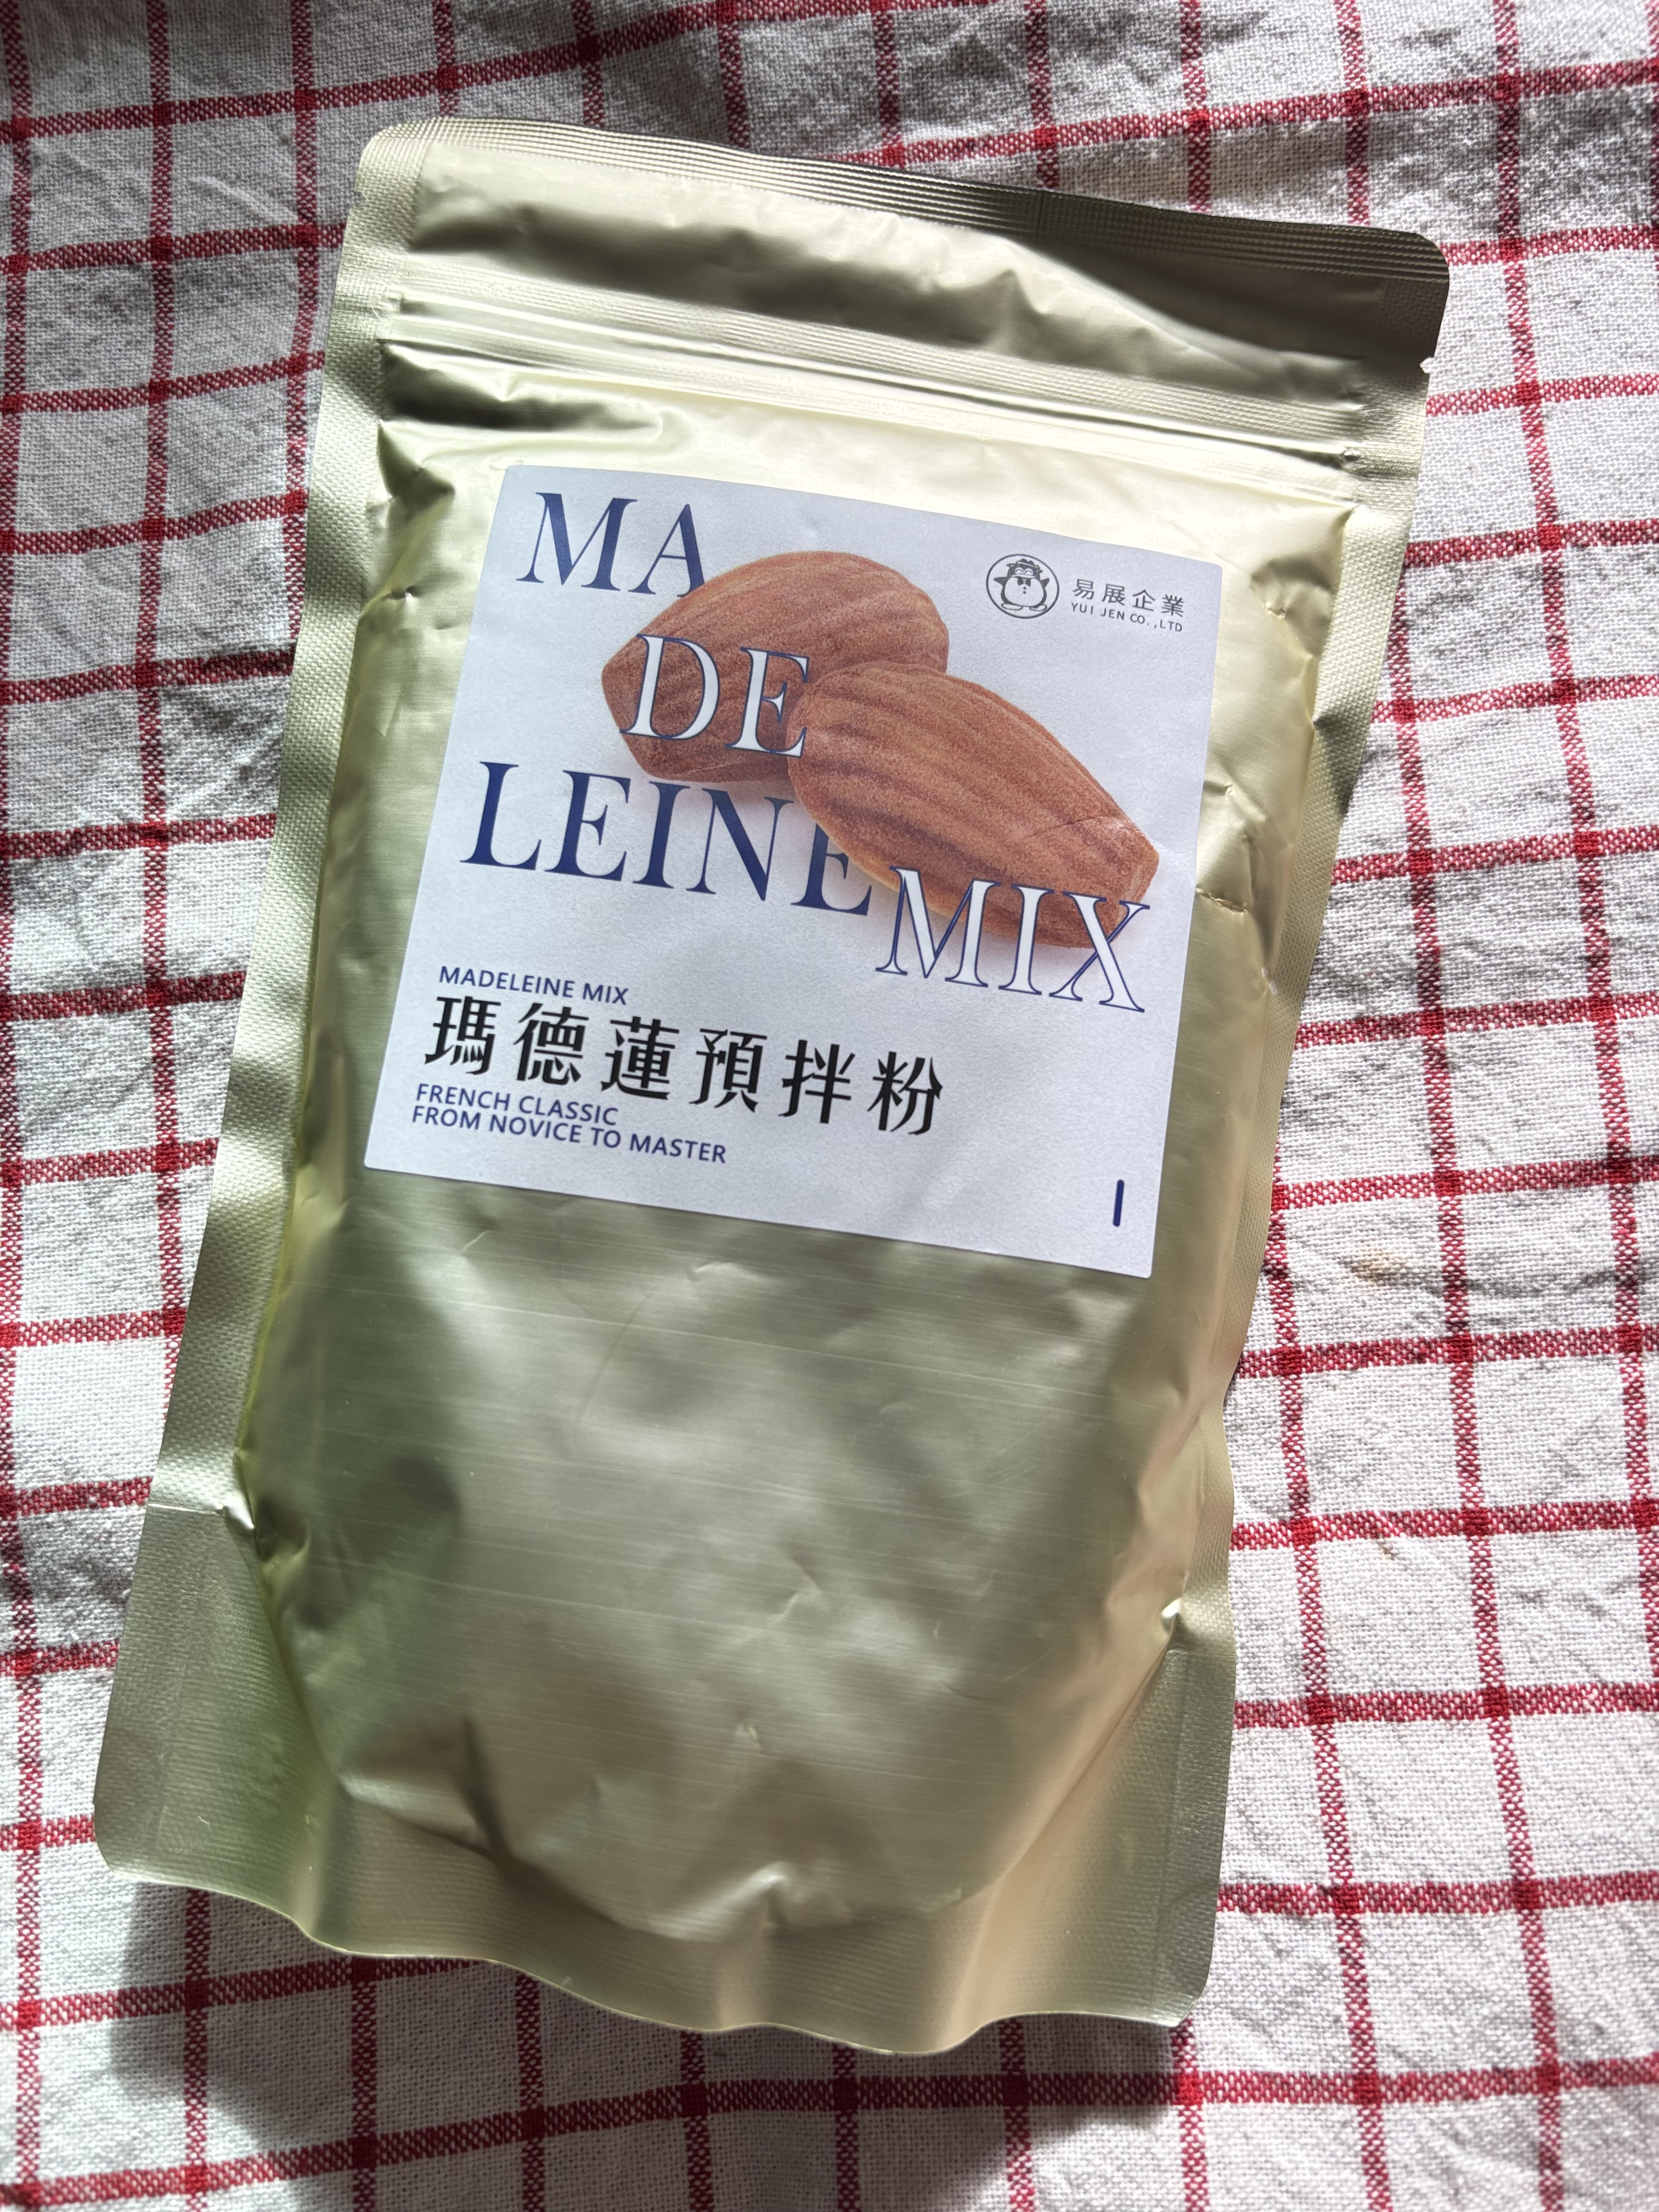 MA
易展企業
YUI JEN CO.,LTD
DE
LEINE
MIX
MADELEINE MIX
瑪德蓮預拌粉
FRENCH CLASSIC
FROM NOVICE TO MASTER